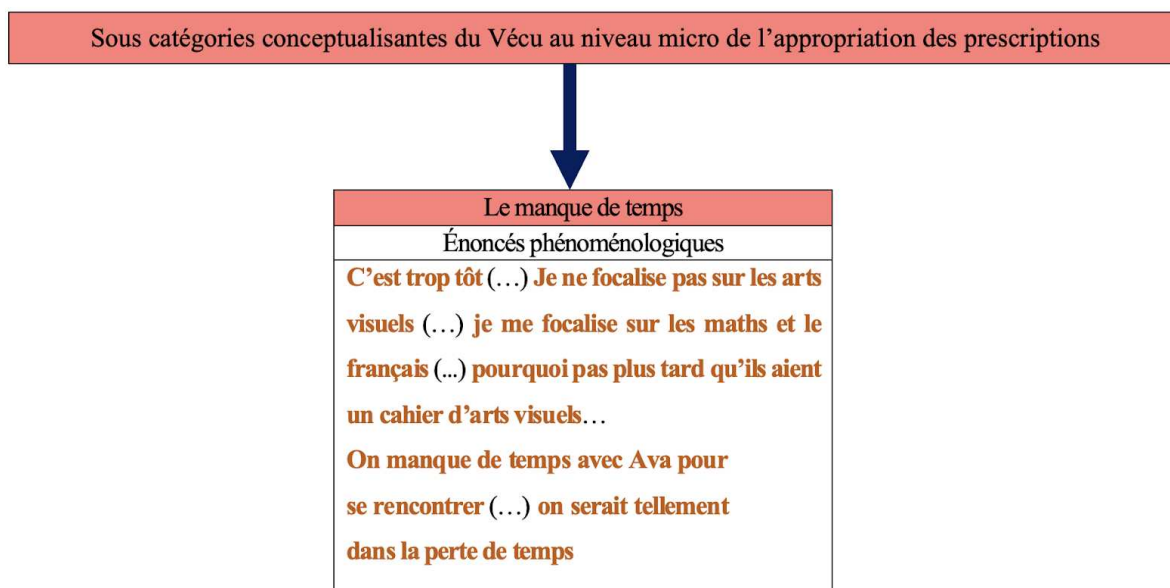 Sous catégories conceptualisantes du Vécu au niveau micro de l’appropriation des prescriptions
Le manque de temps
Énoncés phénoménologiques
C’est trop tôt (…) Je ne focalise pas sur les arts
visuels (…) je me focalise sur les maths et le
français (...) pourquoi pas plus tard qu’ils aient
un cahier d’arts visuels…
On manque de temps avec Ava pour
se rencontrer (…) on serait tellement
dans la perte de temps